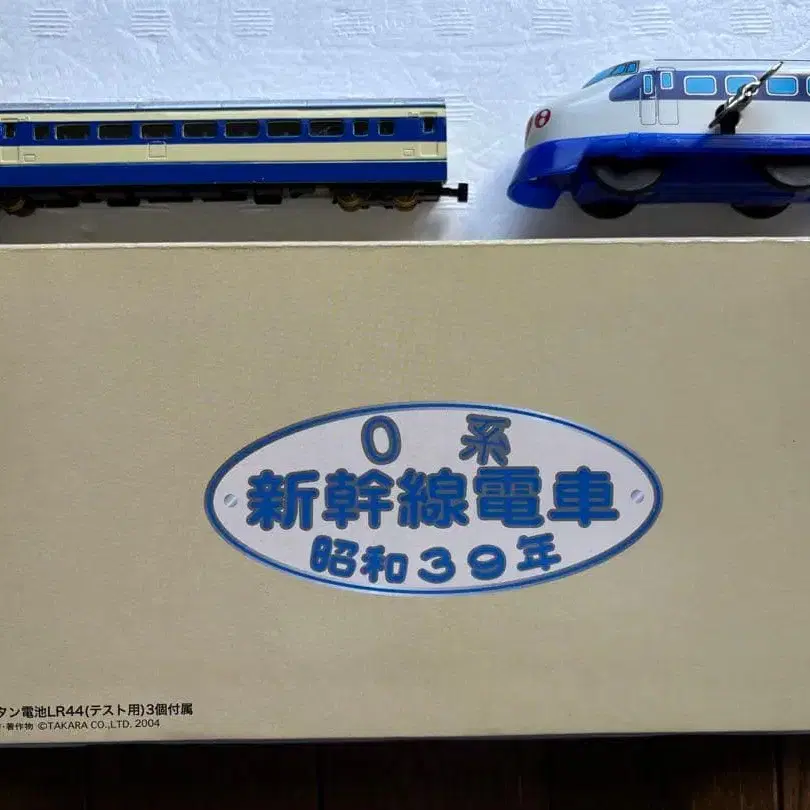 0 系
新幹線電車
昭和39年
タン電池LR44(テスト用)3個付属
・著作物 ©TAKARA CO.,LTD. 2004